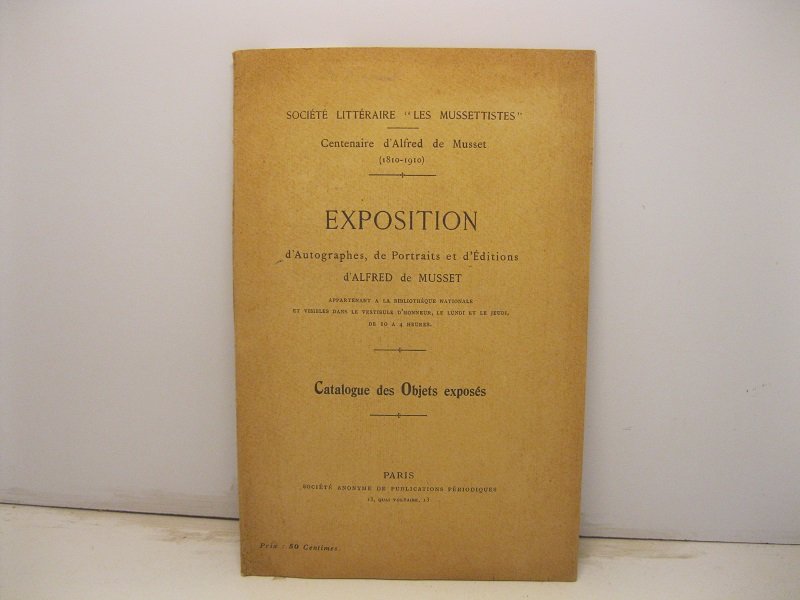 SOCIÉTÉ LITTÉRAIRE "LES MUSSETTISTES"
Centenaire d'Alfred de Musset
(1810-1910)
EXPOSITION
d'Autographes, de Portraits et d'Éditions
d'ALFRED de MUSSET
APPARTENANT A LA BIBLIOTHÈQUE NATIONALE
ET VISIBLES DANS LE VESTIBULE D'HONNEUR, LE LUNDI ET LE JEUDI,
DE 10 A 4 HEURES.
Catalogue des Objets exposés
PARIS
SOCIÉTÉ ANONYME DE PUBLICATIONS PÉRIODIQUES
13, QUAI VOLTAIRE, 13
Prix : 50 Centimes.